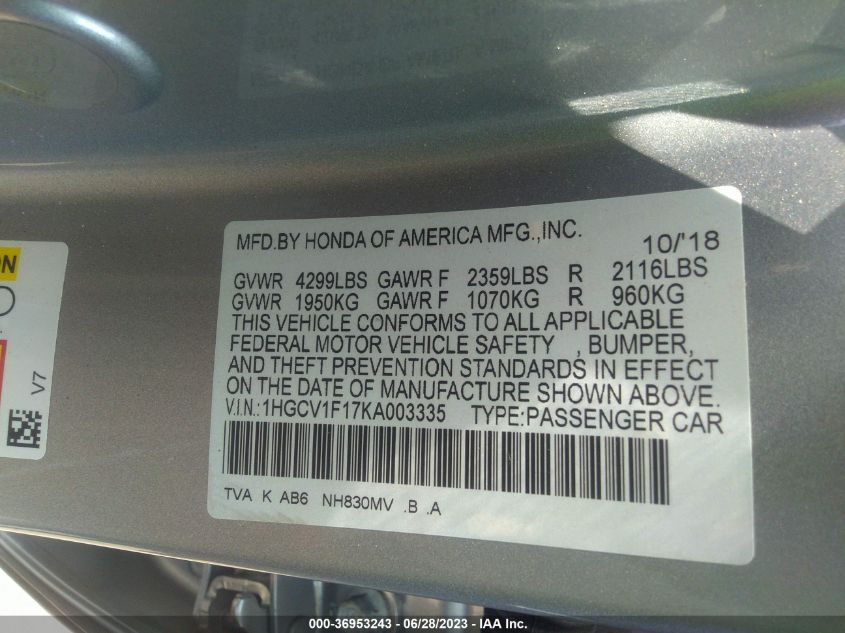 MFD.BY HONDA OF AMERICA MFG.,INC. 10/'18
GVWR 4299LBS GAWR F 2359LBS R 2116LBS
GVWR 1950KG GAWR F 1070KG R 960KG
THIS VEHICLE CONFORMS TO ALL APPLICABLE
FEDERAL MOTOR VEHICLE SAFETY , BUMPER,
AND THEFT PREVENTION STANDARDS IN EFFECT
ON THE DATE OF MANUFACTURE SHOWN ABOVE.
V.I.N.:1HGCV1F17KA003335 TYPE:PASSENGER CAR
TVA K AB6 NH830MV .B .A
ON
V7
000-36953243 - 06/28/2023 - IAA Inc.